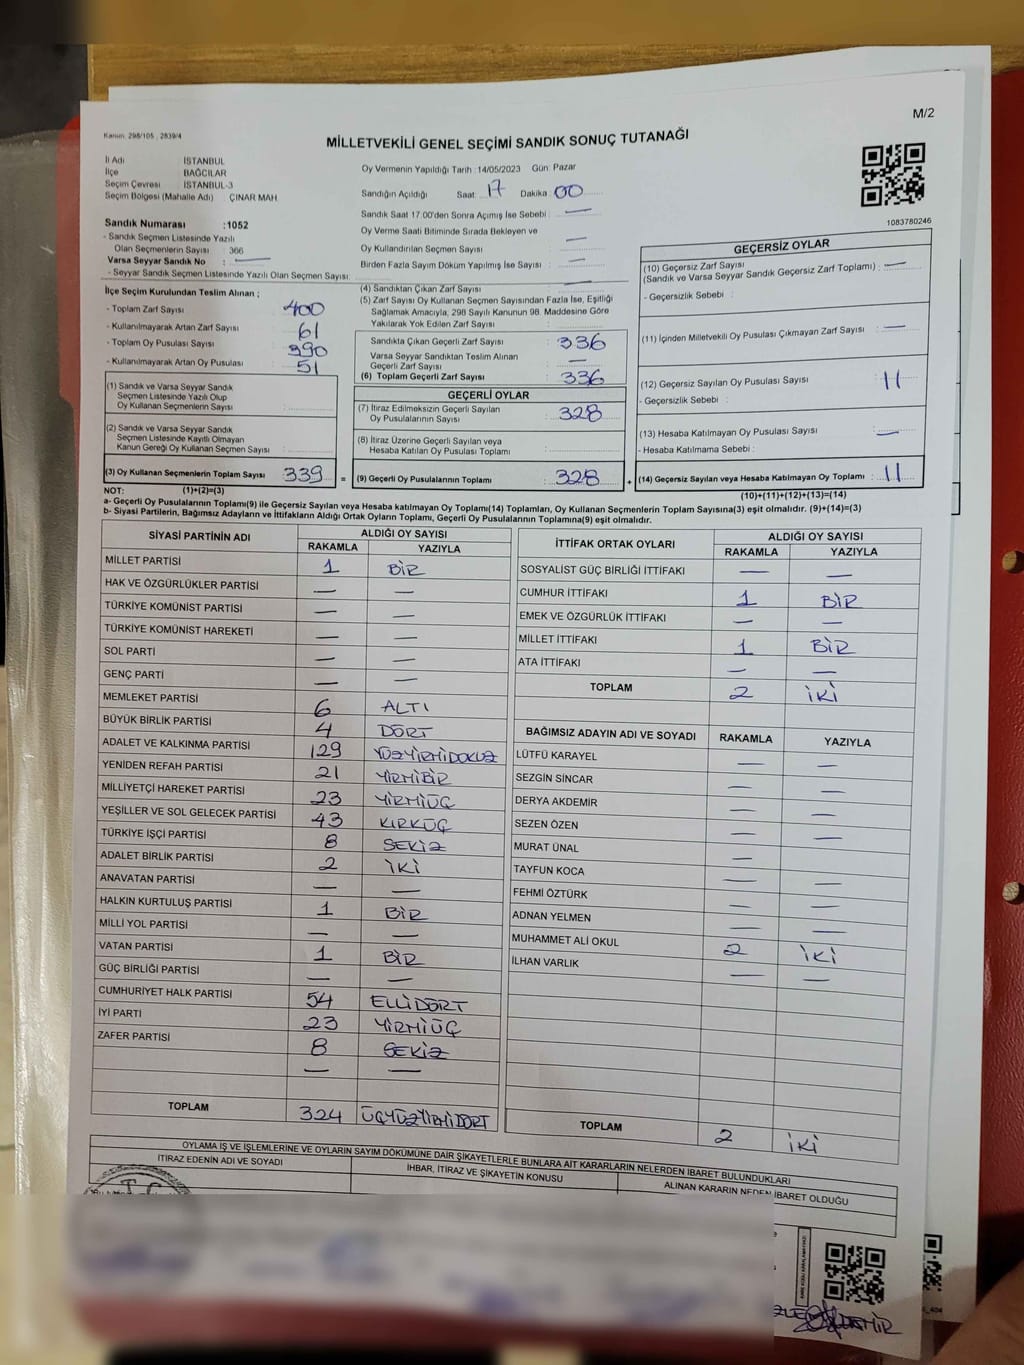 M/2
Kanun: 298/105 , 2839/4
MİLLETVEKİLİ GENEL SEÇİMİ SANDIK SONUÇ TUTANAĞI
İl Adı : İSTANBUL
İlçe : BAĞCILAR
Seçim Çevresi : İSTANBUL-3
Seçim Bölgesi (Mahalle Adı) : ÇINAR MAH.
Oy Vermenin Yapıldığı Tarih : 14/05/2023 Gün: Pazar
Sandığın Açıldığı Saat: 17 Dakika: 00
Sandık Saat 17.00'den Sonra Açımış İse Sebebi : —
Oy Verme Saati Bitiminde Sırada Bekleyen ve
Oy Kullandırılan Seçmen Sayısı : —
Birden Fazla Sayım Döküm Yapılmış İse Sayısı : —
1083780246
Sandık Numarası :1052
- Sandık Seçmen Listesinde Yazılı
Olan Seçmenlerin Sayısı : 366
Varsa Seyyar Sandık No : —
- Seyyar Sandık Seçmen Listesinde Yazılı Olan Seçmen Sayısı:
İlçe Seçim Kurulundan Teslim Alınan ;
- Toplam Zarf Sayısı : 400
- Kullanılmayarak Artan Zarf Sayısı : 61
- Toplam Oy Pusulası Sayısı : 390
- Kullanılmayarak Artan Oy Pusulası : 51
(1) Sandık ve Varsa Seyyar Sandık
Seçmen Listesinde Yazılı Olup
Oy Kullanan Seçmenlerin Sayısı :
(2) Sandık ve Varsa Seyyar Sandık
Seçmen Listesinde Kayıtlı Olmayan
Kanun Gereği Oy Kullanan Seçmen Sayısı :
(3) Oy Kullanan Seçmenlerin Toplam Sayısı : 339 =
(4) Sandıktan Çıkan Zarf Sayısı : —
(5) Zarf Sayısı Oy Kullanan Seçmen Sayısından Fazla İse, Eşitliği
Sağlamak Amacıyla, 298 Sayılı Kanunun 98. Maddesine Göre
Yakılarak Yok Edilen Zarf Sayısı :
Sandıkta Çıkan Geçerli Zarf Sayısı : 336
Varsa Seyyar Sandıktan Teslim Alınan
Geçerli Zarf Sayısı : —
(6) Toplam Geçerli Zarf Sayısı : 336
GEÇERLİ OYLAR
(7) İtiraz Edilmeksizin Geçerli Sayılan
Oy Pusulalarının Sayısı : 328
(8) İtiraz Üzerine Geçerli Sayılan veya
Hesaba Katılan Oy Pusulası Toplamı :
(9) Geçerli Oy Pusulalarının Toplamı : 328 +
GEÇERSİZ OYLAR
(10) Geçersiz Zarf Sayısı
(Sandık ve Varsa Seyyar Sandık Geçersiz Zarf Toplamı) : —
- Geçersizlik Sebebi :
(11) İçinden Milletvekili Oy Pusulası Çıkmayan Zarf Sayısı : —
(12) Geçersiz Sayılan Oy Pusulası Sayısı : 11
- Geçersizlik Sebebi :
(13) Hesaba Katılmayan Oy Pusulası Sayısı : —
- Hesaba Katılmama Sebebi :
(14) Geçersiz Sayılan veya Hesaba Katılmayan Oy Toplamı : 11
NOT: (1)+(2)=(3) (10)+(11)+(12)+(13)=(14)
a- Geçerli Oy Pusulalarının Toplamı(9) ile Geçersiz Sayılan veya Hesaba katılmayan Oy Toplamı(14) Toplamları, Oy Kullanan Seçmenlerin Toplam Sayısına(3) eşit olmalıdır. (9)+(14)=(3)
b- Siyasi Partilerin, Bağımsız Adayların ve İttifakların Aldığı Ortak Oyların Toplamı, Geçerli Oy Pusulalarının Toplamına(9) eşit olmalıdır.
SİYASİ PARTİNİN ADI ALDIĞI OY SAYISI
RAKAMLA YAZIYLA
MİLLET PARTİSİ 1 BİR
HAK VE ÖZGÜRLÜKLER PARTİSİ — —
TÜRKİYE KOMÜNİST PARTİSİ — —
TÜRKİYE KOMÜNİST HAREKETİ — —
SOL PARTİ — —
GENÇ PARTİ — —
MEMLEKET PARTİSİ 6 ALTI
BÜYÜK BİRLİK PARTİSİ 4 DÖRT
ADALET VE KALKINMA PARTİSİ 129 YÜZYİRMİDOKUZ
YENİDEN REFAH PARTİSİ 21 YİRMİBİR
MİLLİYETÇİ HAREKET PARTİSİ 23 YİRMİÜÇ
YEŞİLLER VE SOL GELECEK PARTİSİ 43 KIRKÜÇ
TÜRKİYE İŞÇİ PARTİSİ 8 SEKİZ
ADALET BİRLİK PARTİSİ 2 İKİ
ANAVATAN PARTİSİ — —
HALKIN KURTULUŞ PARTİSİ 1 BİR
MİLLİ YOL PARTİSİ — —
VATAN PARTİSİ 1 BİR
GÜÇ BİRLİĞİ PARTİSİ — —
CUMHURİYET HALK PARTİSİ 54 ELLİDÖRT
İYİ PARTİ 23 YİRMİÜÇ
ZAFER PARTİSİ 8 SEKİZ
— —
TOPLAM 324 ÜÇYÜZYİRMİDÖRT
İTTİFAK ORTAK OYLARI ALDIĞI OY SAYISI
RAKAMLA YAZIYLA
SOSYALİST GÜÇ BİRLİĞİ İTTİFAKI — —
CUMHUR İTTİFAKI 1 BİR
EMEK VE ÖZGÜRLÜK İTTİFAKI — —
MİLLET İTTİFAKI 1 BİR
ATA İTTİFAKI — —
TOPLAM 2 İKİ
BAĞIMSIZ ADAYIN ADI VE SOYADI RAKAMLA YAZIYLA
LÜTFÜ KARAYEL — —
SEZGİN SİNCAR — —
DERYA AKDEMİR — —
SEZEN ÖZEN — —
MURAT ÜNAL —
TAYFUN KOCA — —
FEHMİ ÖZTÜRK — —
ADNAN YELMEN — —
MUHAMMET ALİ OKUL 2 İKİ
İLHAN VARLIK — —
TOPLAM 2 İKİ
OYLAMA İŞ VE İŞLEMLERİNE VE OYLARIN SAYIM DÖKÜMÜNE DAİR ŞİKAYETLERLE BUNLARA AİT KARARLARIN NELERDEN İBARET BULUNDUKLARI
İTİRAZ EDENİN ADI VE SOYADI İHBAR, İTİRAZ VE ŞİKAYETİN KONUSU ALINAN KARARIN NEDEN İBARET OLDUĞU
T.C.